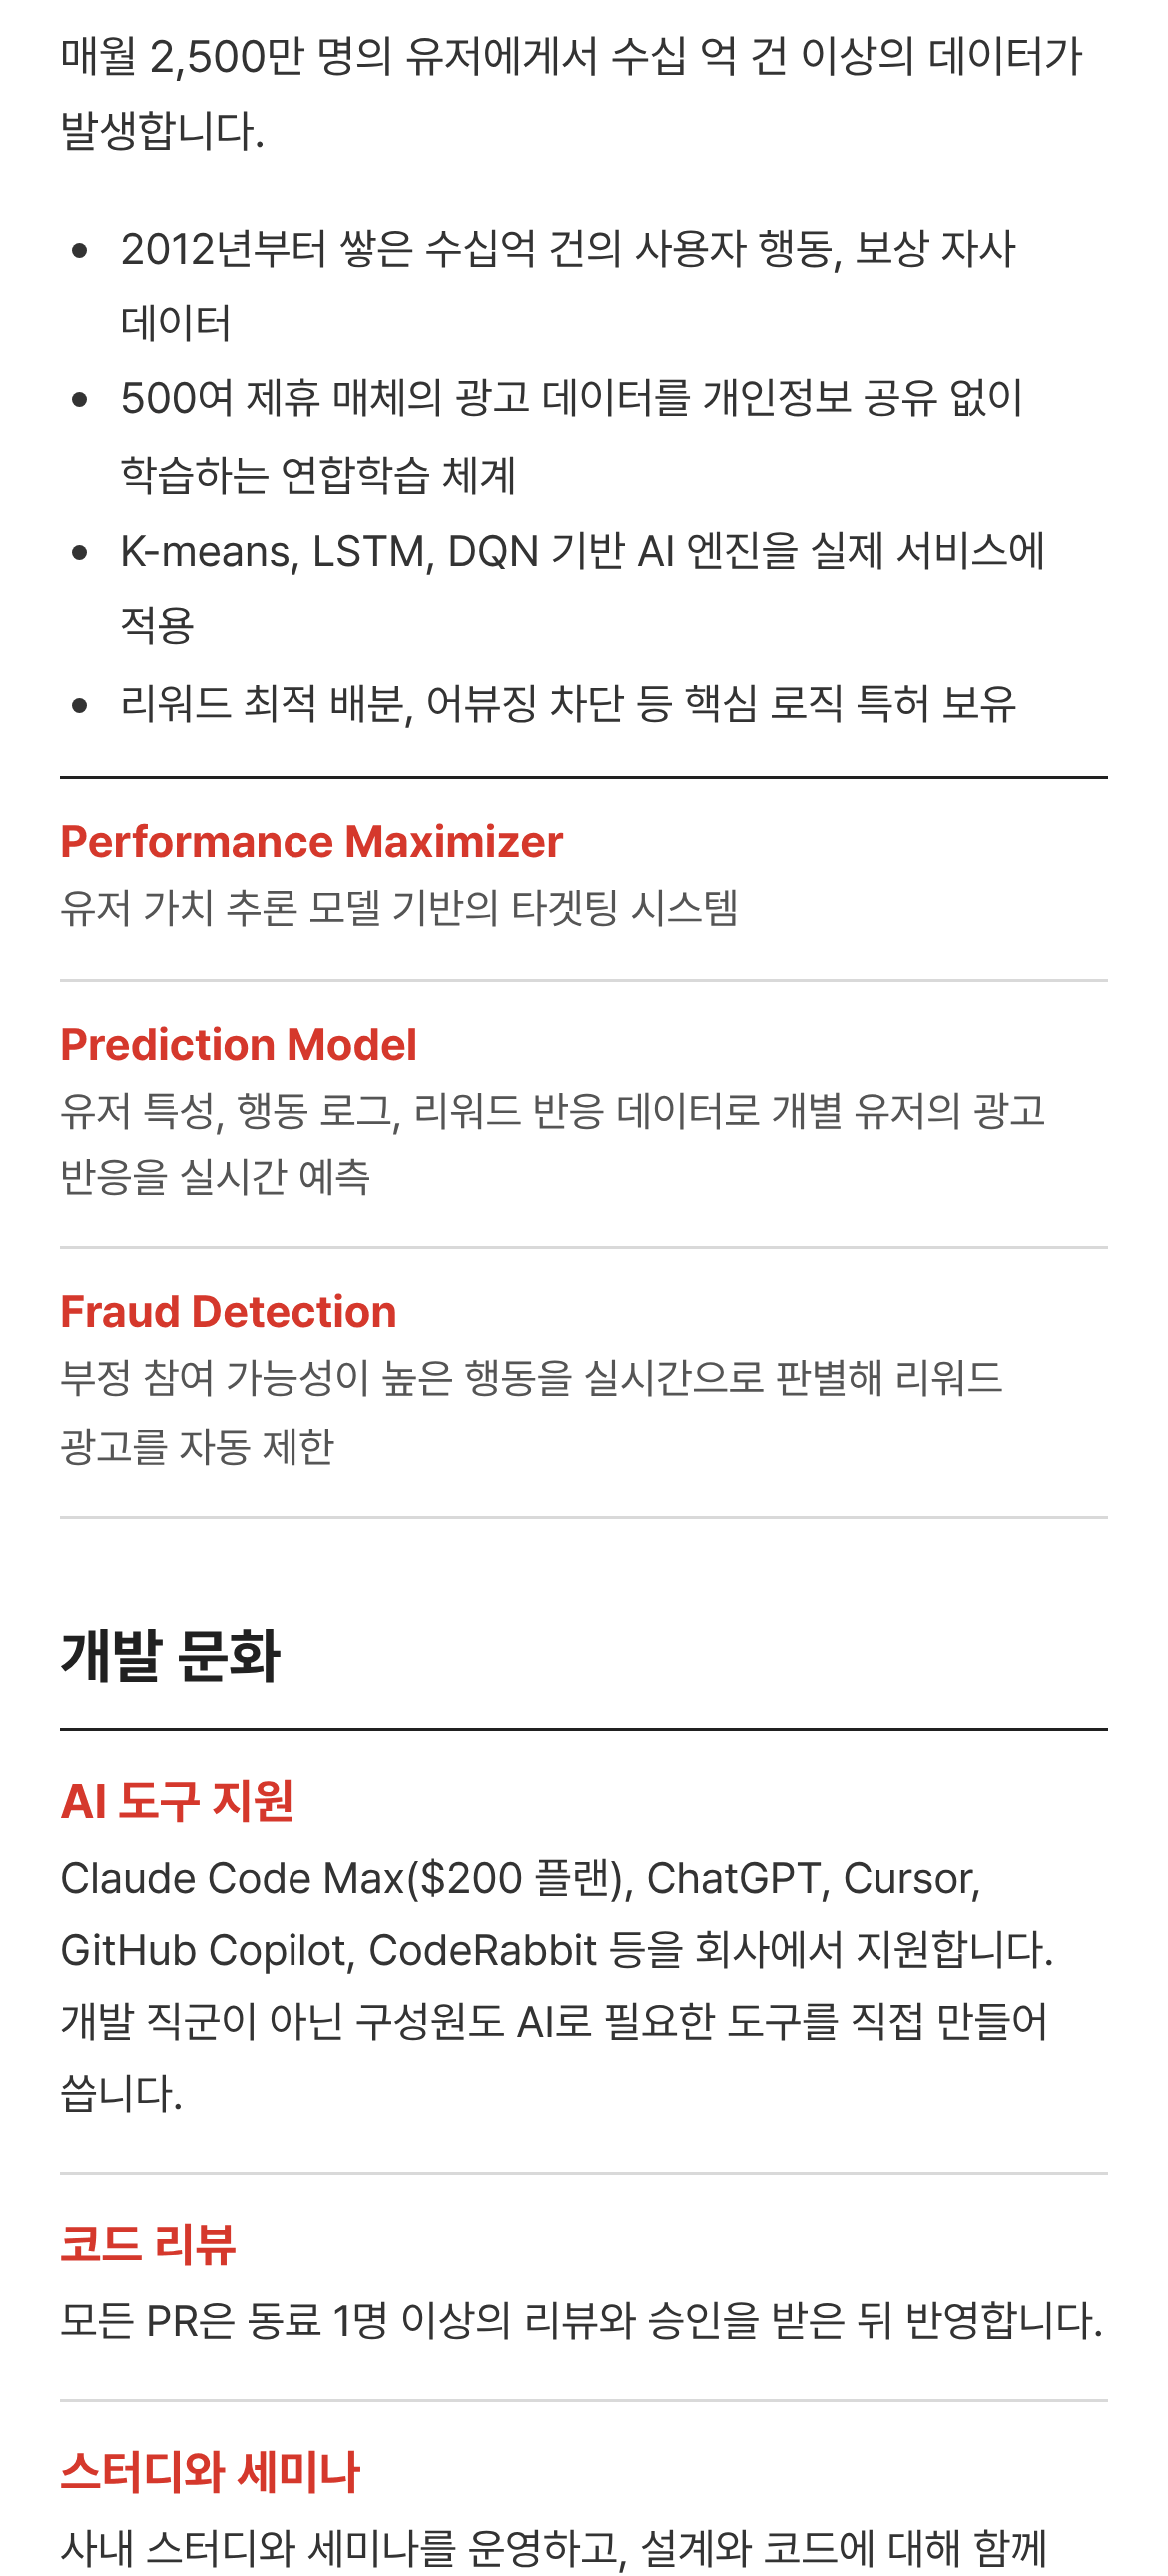 매월 2,500만 명의 유저에게서 수십 억 건 이상의 데이터가
발생합니다.
• 2012년부터 쌓은 수십억 건의 사용자 행동, 보상 자사
데이터
• 500여 제휴 매체의 광고 데이터를 개인정보 공유 없이
학습하는 연합학습 체계
• K-means, LSTM, DQN 기반 AI 엔진을 실제 서비스에
적용
• 리워드 최적 배분, 어뷰징 차단 등 핵심 로직 특허 보유
Performance Maximizer
유저 가치 추론 모델 기반의 타겟팅 시스템
Prediction Model
유저 특성, 행동 로그, 리워드 반응 데이터로 개별 유저의 광고
반응을 실시간 예측
Fraud Detection
부정 참여 가능성이 높은 행동을 실시간으로 판별해 리워드
광고를 자동 제한
개발 문화
AI 도구 지원
Claude Code Max($200 플랜), ChatGPT, Cursor,
GitHub Copilot, CodeRabbit 등을 회사에서 지원합니다.
개발 직군이 아닌 구성원도 AI로 필요한 도구를 직접 만들어
씁니다.
코드 리뷰
모든 PR은 동료 1명 이상의 리뷰와 승인을 받은 뒤 반영합니다.
스터디와 세미나
사내 스터디와 세미나를 운영하고, 설계와 코드에 대해 함께